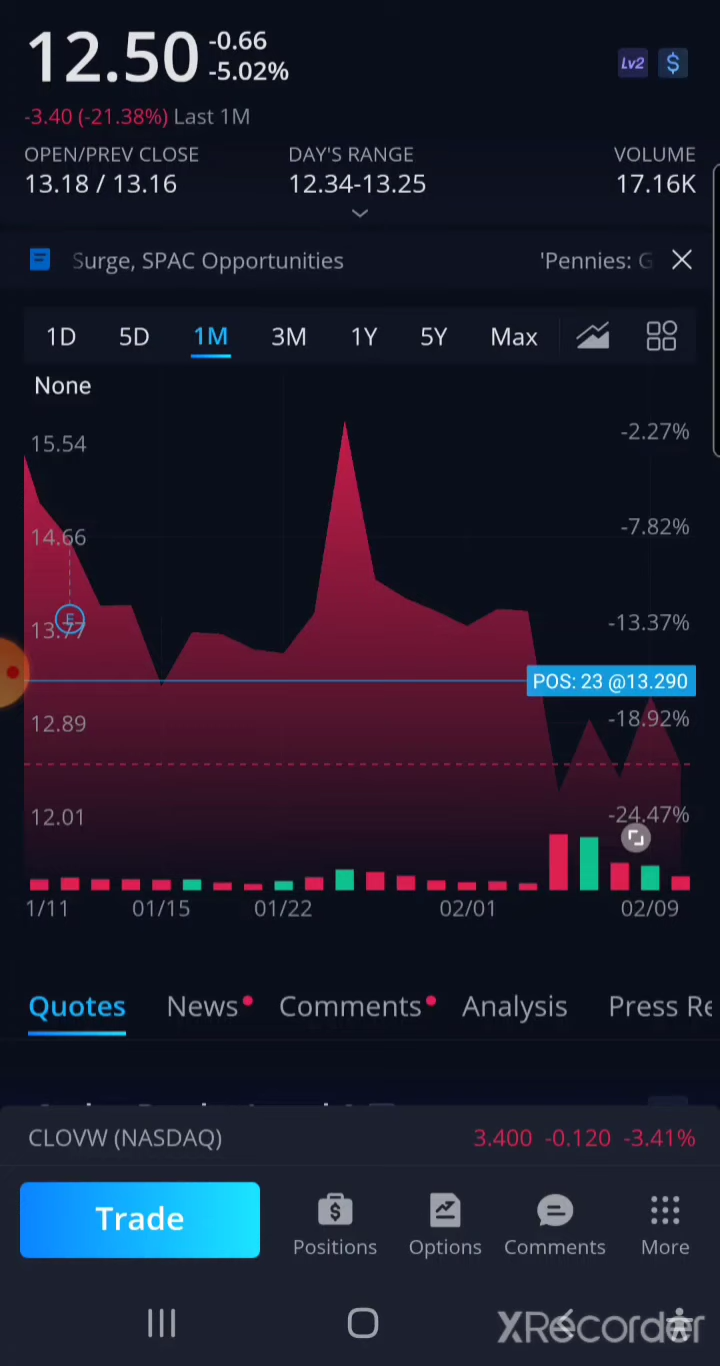 12.50
-0.66
-5.02%
Lv2 $
-3.40 (-21.38%) Last 1M
OPEN/PREV CLOSE DAY'S RANGE VOLUME
13.18 / 13.16 12.34-13.25 17.16K
Surge, SPAC Opportunities 'Pennies: G
1D 5D 1M 3M 1Y 5Y Max
None
15.54 -2.27%
14.66 -7.82%
E
13.77 -13.37%
POS: 23 @13.290
12.89 -18.92%
12.01 -24.47%
1/11 01/15 01/22 02/01 02/09
Quotes News Comments Analysis Press Re
CLOVW (NASDAQ) 3.400 -0.120 -3.41%
Trade
Positions Options Comments More
XRecorder